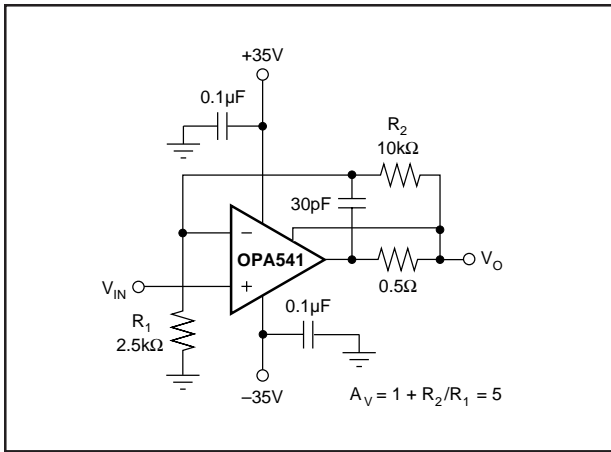 +35V
0.1µF
R2
10kΩ
30pF
–
OPA541
+
VIN
VO
0.5Ω
0.1µF
R1
2.5kΩ
–35V
AV = 1 + R2/R1 = 5